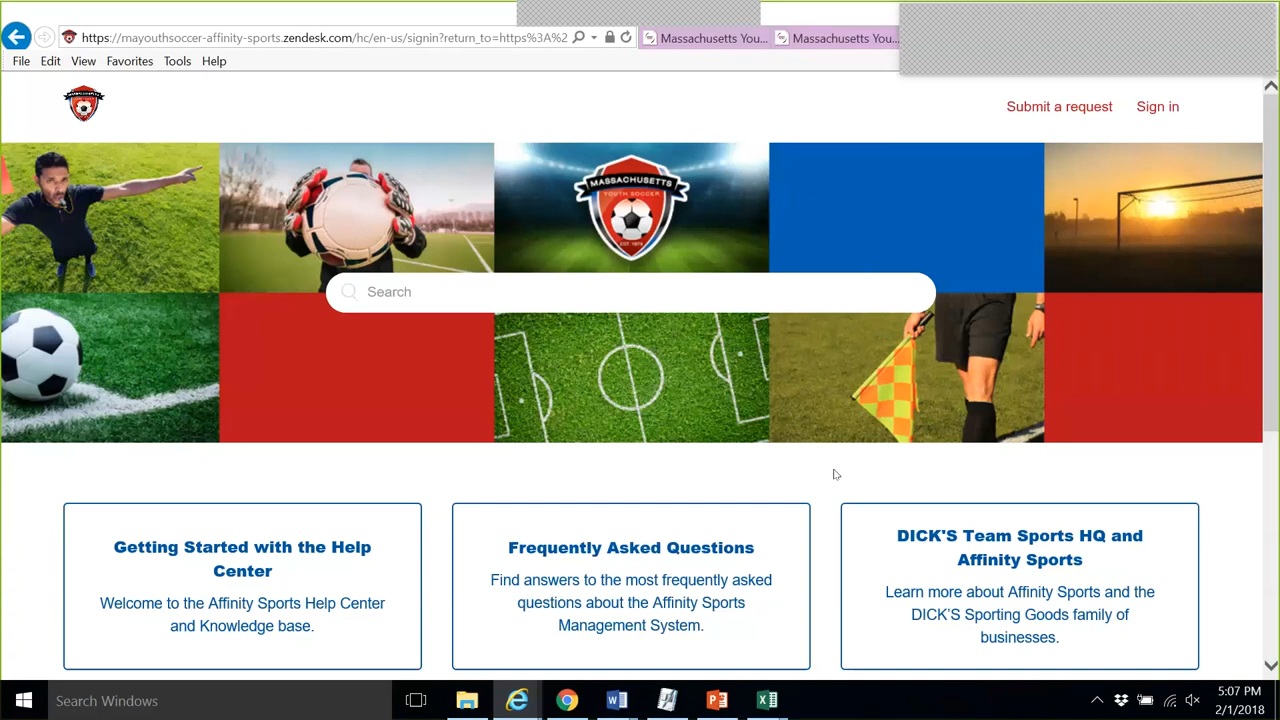 https://mayouthsoccer-affinity-sports.zendesk.com/hc/en-us/signin?return_to=https%3A%2
Massachusetts You...
Massachusetts You...
File Edit View Favorites Tools Help
Submit a request
Sign in
MASSACHUSETTS
YOUTH SOCCER
EST. 1974
Search
Getting Started with the Help
Center
Welcome to the Affinity Sports Help Center
and Knowledge base.
Frequently Asked Questions
Find answers to the most frequently asked
questions about the Affinity Sports
Management System.
DICK'S Team Sports HQ and
Affinity Sports
Learn more about Affinity Sports and the
DICK'S Sporting Goods family of
businesses.
Search Windows
5:07 PM
2/1/2018